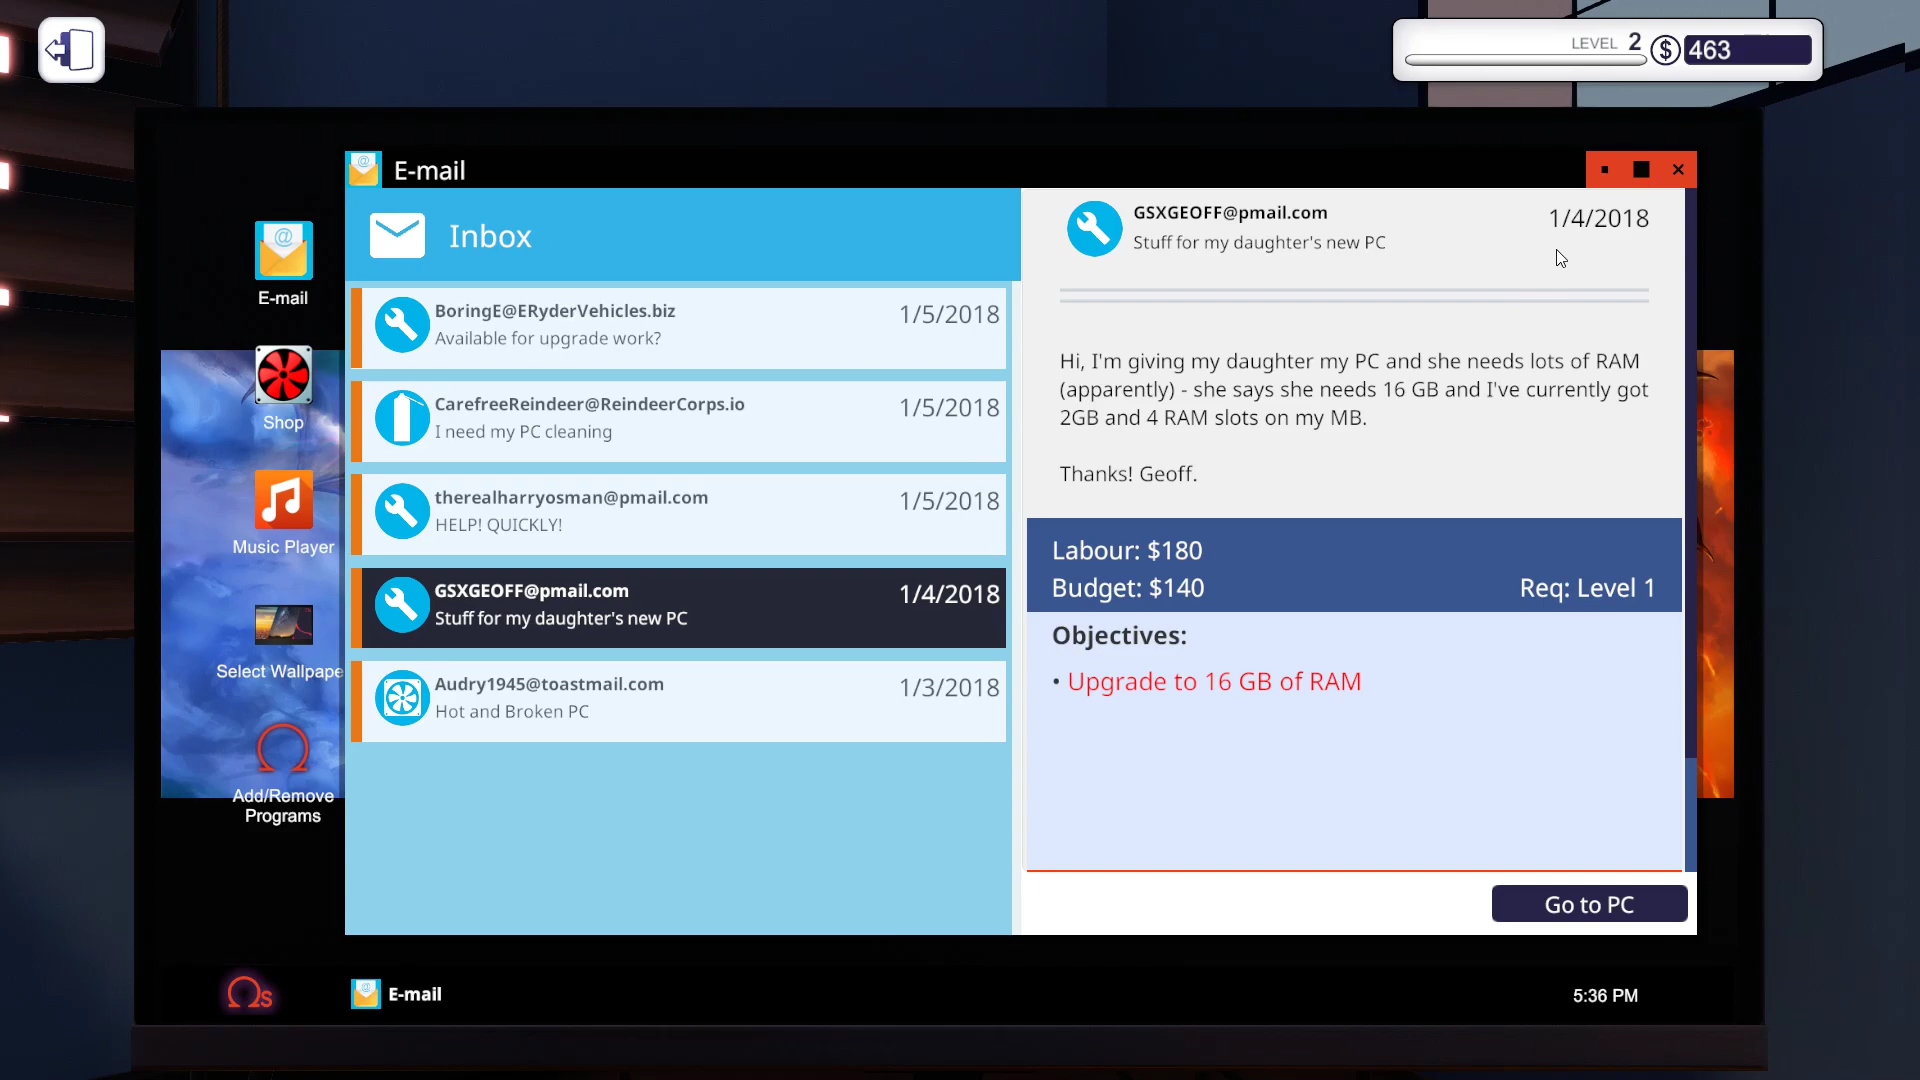 LEVEL 2 $ 463
E-mail
Inbox
BoringE@ERyderVehicles.biz
1/5/2018
Available for upgrade work?
CarefreeReindeer@ReindeerCorps.io
1/5/2018
I need my PC cleaning
therealharryosman@pmail.com
1/5/2018
HELP! QUICKLY!
GSXGEOFF@pmail.com
1/4/2018
Stuff for my daughter's new PC
Audry1945@toastmail.com
1/3/2018
Hot and Broken PC
GSXGEOFF@pmail.com
1/4/2018
Stuff for my daughter's new PC
Hi, I'm giving my daughter my PC and she needs lots of RAM
(apparently) - she says she needs 16 GB and I've currently got
2GB and 4 RAM slots on my MB.
Thanks! Geoff.
Labour: $180
Budget: $140
Req: Level 1
Objectives:
• Upgrade to 16 GB of RAM
Go to PC
E-mail
Shop
Music Player
Select Wallpape
Add/Remove
Programs
Ωs
E-mail
5:36 PM